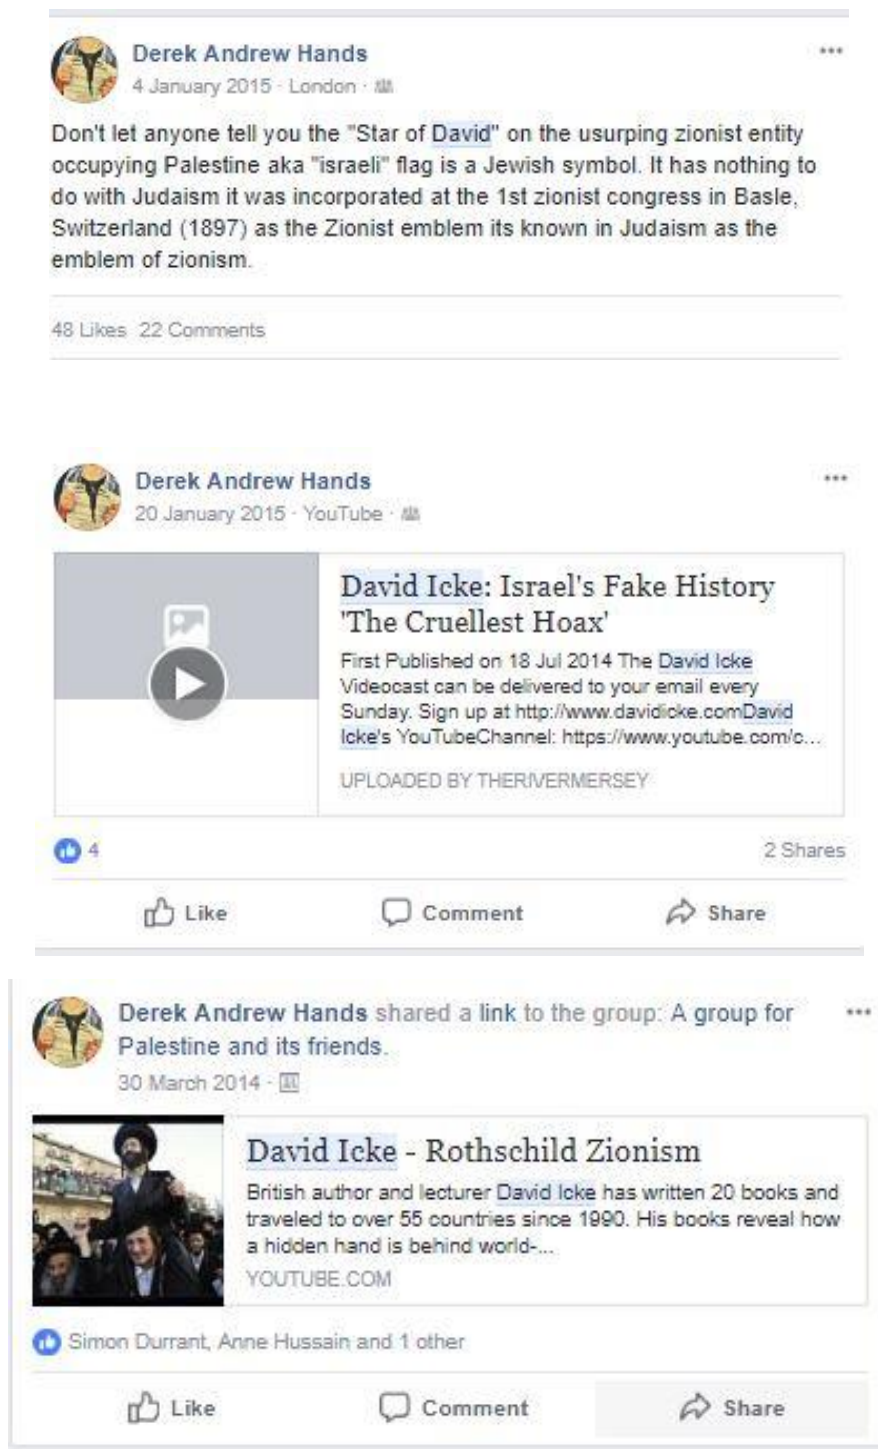 Derek Andrew Hands
4 January 2015 · London ·
Don't let anyone tell you the "Star of David" on the usurping zionist entity
occupying Palestine aka "israeli" flag is a Jewish symbol. It has nothing to
do with Judaism it was incorporated at the 1st zionist congress in Basle,
Switzerland (1897) as the Zionist emblem its known in Judaism as the
emblem of zionism.
48 Likes 22 Comments
Derek Andrew Hands
20 January 2015 · YouTube ·
David Icke: Israel's Fake History
'The Cruellest Hoax'
First Published on 18 Jul 2014 The David Icke
Videocast can be delivered to your email every
Sunday. Sign up at http://www.davidicke.comDavid
Icke's YouTubeChannel: https://www.youtube.com/c...
UPLOADED BY THERIVERMERSEY
4
2 Shares
Like Comment Share
Derek Andrew Hands shared a link to the group: A group for
Palestine and its friends.
30 March 2014 ·
David Icke - Rothschild Zionism
British author and lecturer David Icke has written 20 books and
traveled to over 55 countries since 1990. His books reveal how
a hidden hand is behind world-...
YOUTUBE.COM
Simon Durrant, Anne Hussain and 1 other
Like Comment Share